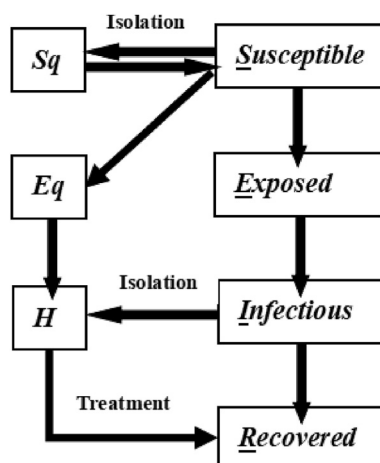 Isolation
Sq
Susceptible
Eq
Exposed
Isolation
H
Infectious
Treatment
Recovered